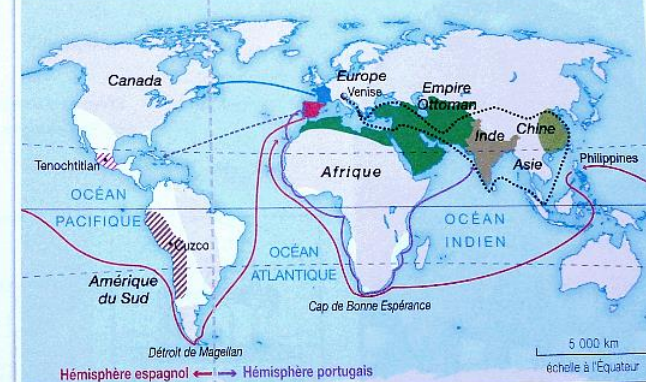 Canada
Europe
Venise
Empire
Ottoman
Inde
Chine
Asie
Philippines
Tenochtitlan
Afrique
OCÉAN
PACIFIQUE
Cuzco
OCÉAN
INDIEN
OCÉAN
ATLANTIQUE
Amérique
du Sud
Cap de Bonne Espérance
Détroit de Magellan
5 000 km
échelle à l'Équateur
Hémisphère espagnol ← → Hémisphère portugais